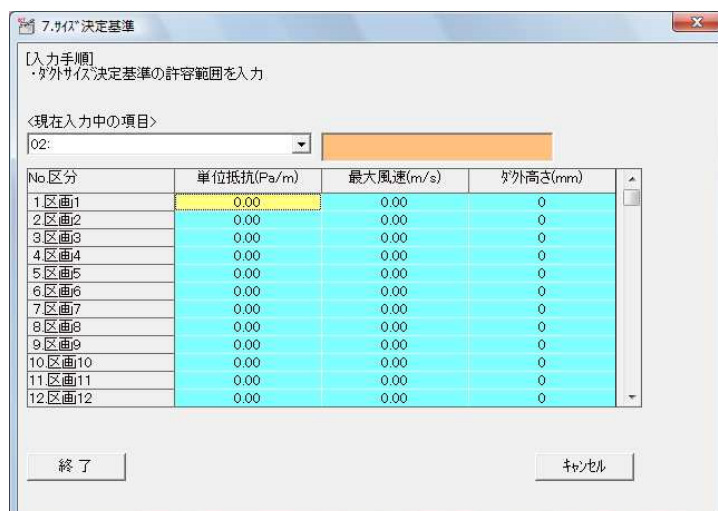 7.ｻｲｽﾞ決定基準
[入力手順]
・ﾀﾞｸﾄｻｲｽﾞ決定基準の許容範囲を入力
<現在入力中の項目>
02:
No.区分 単位抵抗(Pa/m) 最大風速(m/s) ﾀﾞｸﾄ高さ(mm)
1.区画1 0.00 0.00 0
2.区画2 0.00 0.00 0
3.区画3 0.00 0.00 0
4.区画4 0.00 0.00 0
5.区画5 0.00 0.00 0
6.区画6 0.00 0.00 0
7.区画7 0.00 0.00 0
8.区画8 0.00 0.00 0
9.区画9 0.00 0.00 0
10.区画10 0.00 0.00 0
11.区画11 0.00 0.00 0
12.区画12 0.00 0.00 0
終了 ｷｬﾝｾﾙ